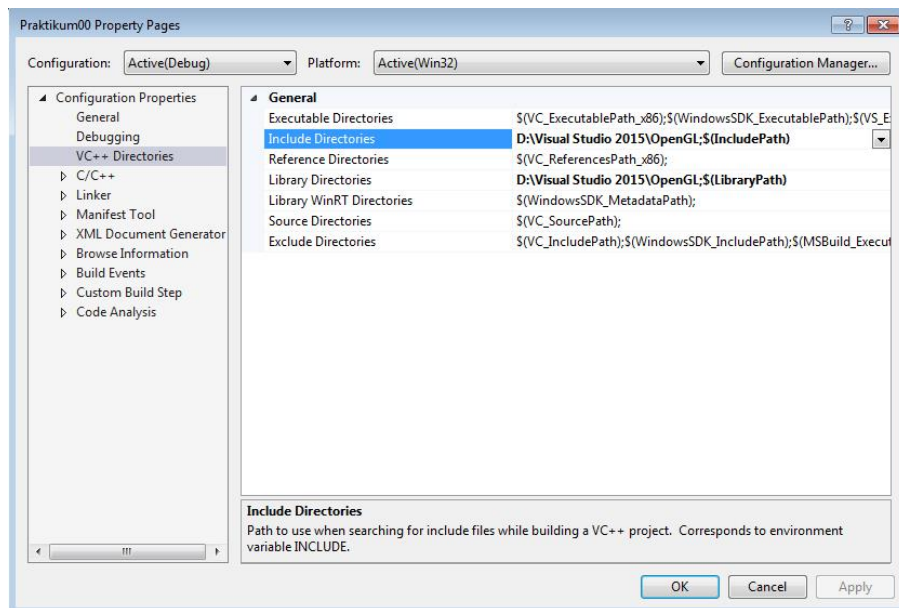 Praktikum00 Property Pages
Configuration: Active(Debug) Platform: Active(Win32) Configuration Manager...
Configuration Properties
General
Debugging
VC++ Directories
C/C++
Linker
Manifest Tool
XML Document Generator
Browse Information
Build Events
Custom Build Step
Code Analysis
General
Executable Directories $(VC_ExecutablePath_x86);$(WindowsSDK_ExecutablePath);$(VS_E
Include Directories D:\Visual Studio 2015\OpenGL;$(IncludePath)
Reference Directories $(VC_ReferencesPath_x86);
Library Directories D:\Visual Studio 2015\OpenGL;$(LibraryPath)
Library WinRT Directories $(WindowsSDK_MetadataPath);
Source Directories $(VC_SourcePath);
Exclude Directories $(VC_IncludePath);$(WindowsSDK_IncludePath);$(MSBuild_Execut
Include Directories
Path to use when searching for include files while building a VC++ project. Corresponds to environment
variable INCLUDE.
OK Cancel Apply